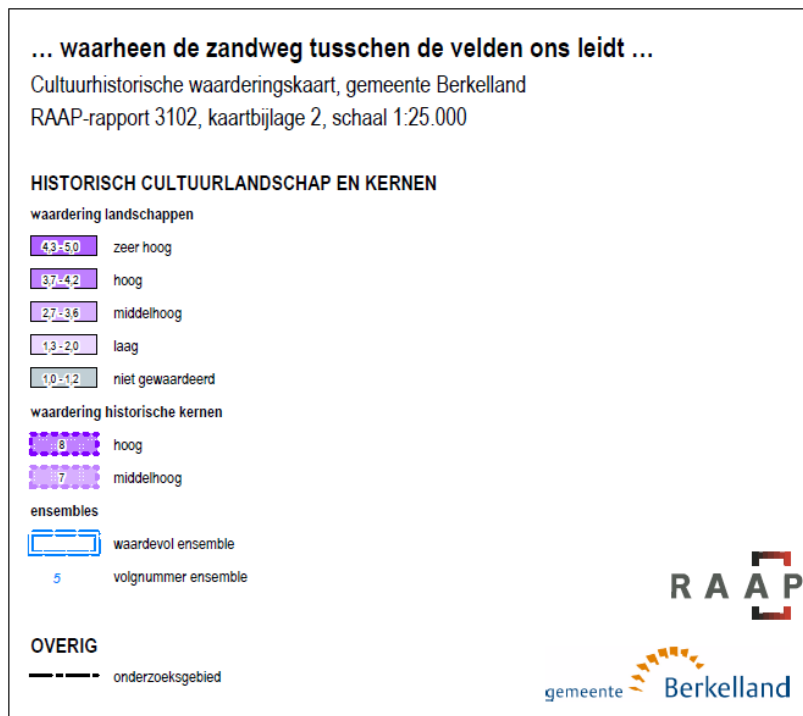 ... waarheen de zandweg tusschen de velden ons leidt ...
Cultuurhistorische waarderingskaart, gemeente Berkelland
RAAP-rapport 3102, kaartbijlage 2, schaal 1:25.000
HISTORISCH CULTUURLANDSCHAP EN KERNEN
waardering landschappen
4,3 - 5,0 zeer hoog
3,7 - 4,2 hoog
2,7 - 3,6 middelhoog
1,3 - 2,0 laag
1,0 - 1,2 niet gewaardeerd
waardering historische kernen
8 hoog
7 middelhoog
ensembles
waardevol ensemble
5 volgnummer ensemble
RAAP
OVERIG
onderzoeksgebied
gemeente Berkelland